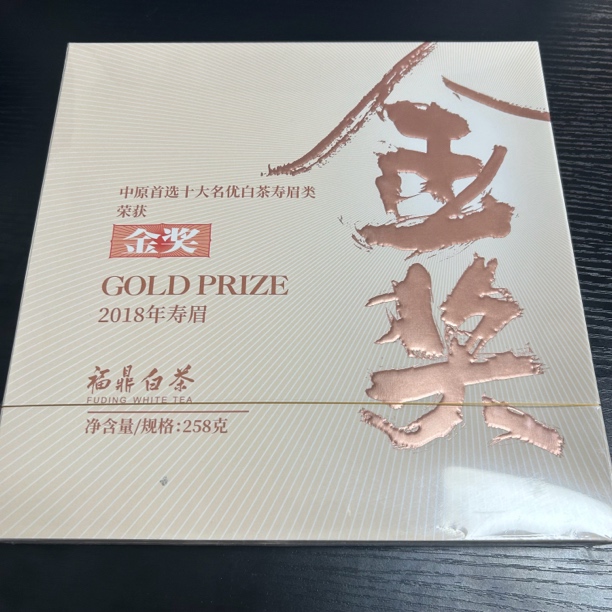 中原首选十大名优白茶寿眉类
荣获
金奖
GOLD PRIZE
2018年寿眉
福鼎白茶
FUDING WHITE TEA
净含量/规格:258克
金奖